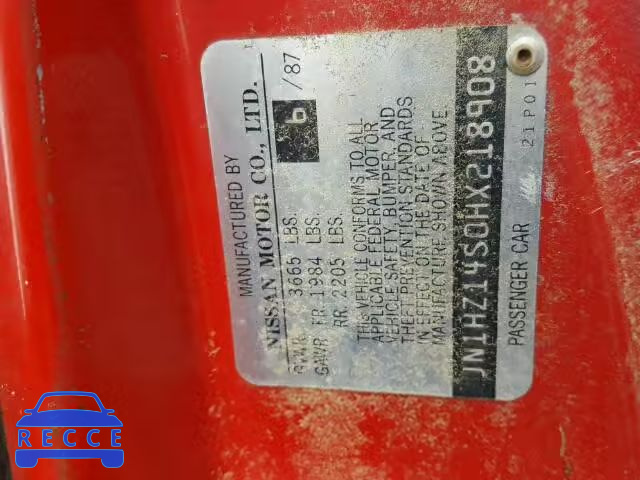 MANUFACTURED BY
NISSAN MOTOR CO., LTD.
6 /87
GVWR 3665 LBS.
GAWR FR.1984 LBS.
RR.2205 LBS.
THIS VEHICLE CONFORMS TO ALL
APPLICABLE FEDERAL MOTOR
VEHICLE SAFETY, BUMPER, AND
THEFT PREVENTION STANDARDS
IN EFFECT ON THE DATE OF
MANUFACTURE SHOWN ABOVE.
JN1HZ14S0HX218908
PASSENGER CAR 21P01
RECCE